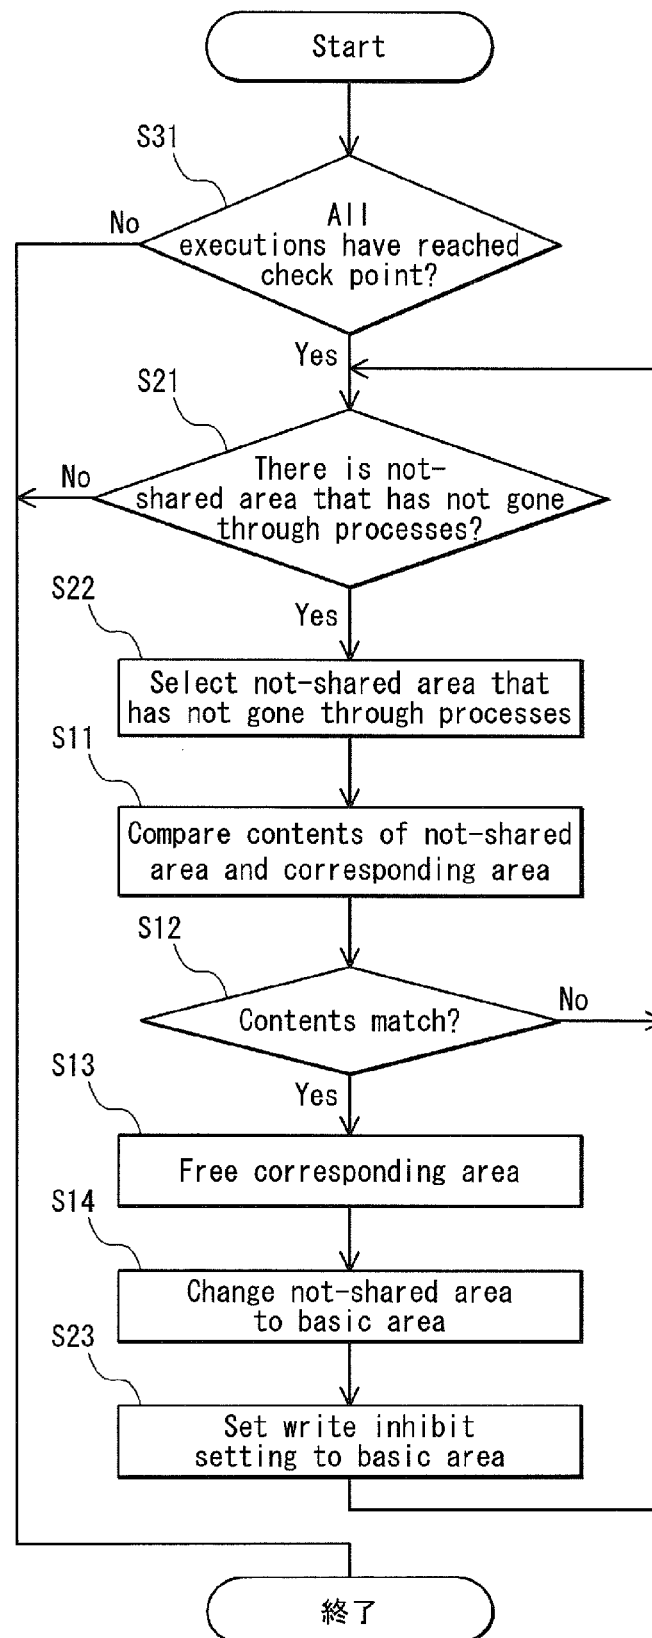 Start
S31
No
All
executions have reached
check point?
Yes
S21
No
There is not-
shared area that has not gone
through processes?
S22
Yes
Select not-shared area that
has not gone through processes
S11
Compare contents of not-shared
area and corresponding area
S12
No
Contents match?
S13
Yes
Free corresponding area
S14
Change not-shared area
to basic area
S23
Set write inhibit
setting to basic area
終了